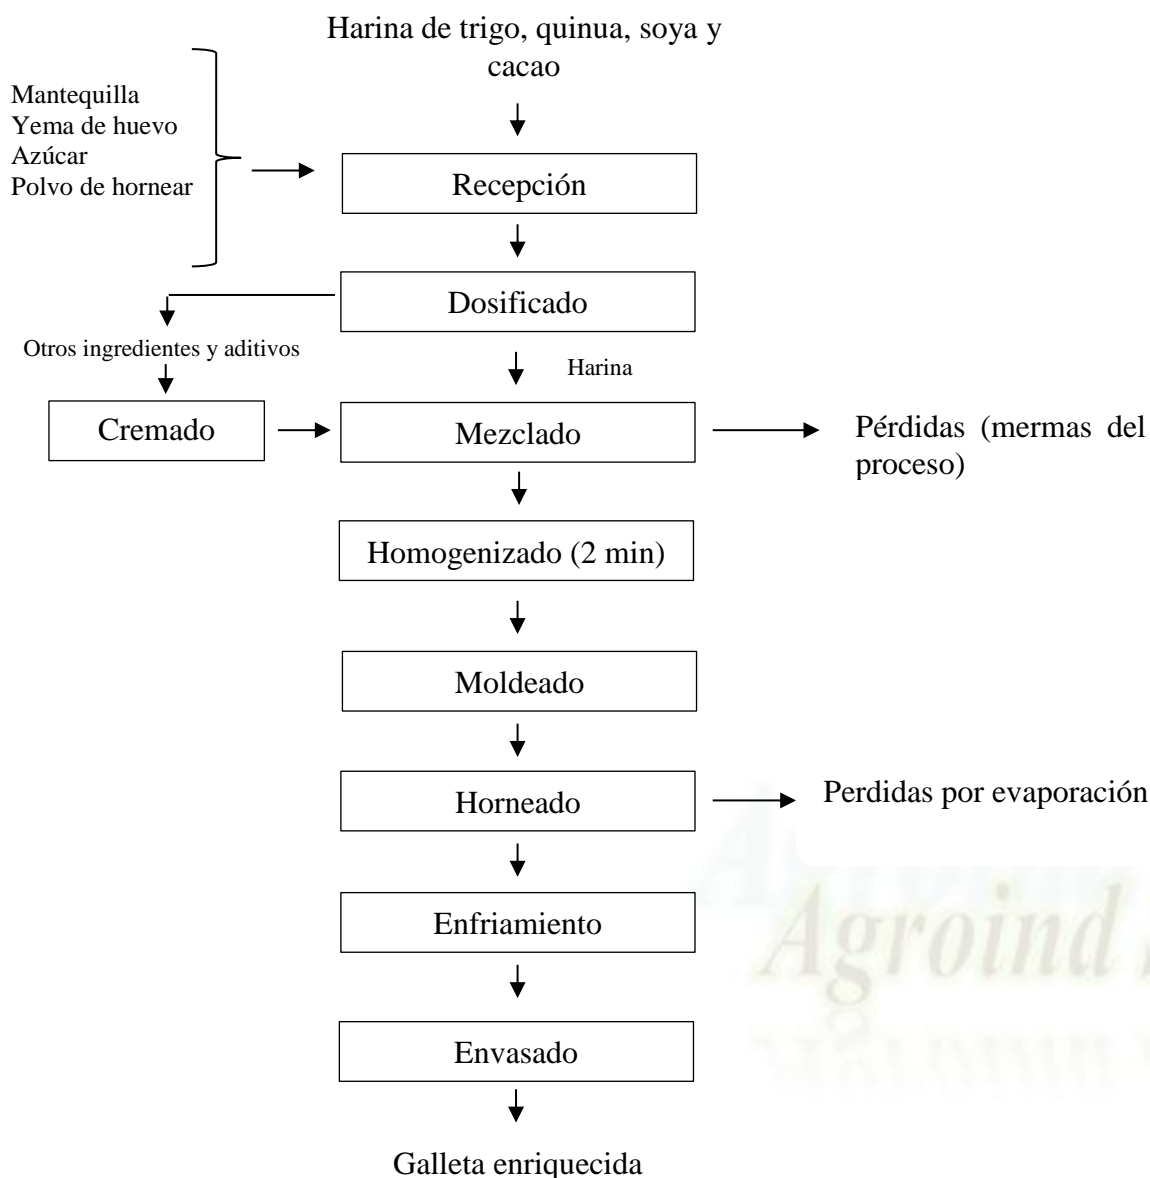 Harina de trigo, quinua, soya y
cacao
Mantequilla
Yema de huevo
Azúcar
Polvo de hornear
Recepción
Dosificado
Otros ingredientes y aditivos
Harina
Cremado
Mezclado
Pérdidas (mermas del
proceso)
Homogenizado (2 min)
Moldeado
Horneado
Perdidas por evaporación
Enfriamiento
Agroind
Envasado
Galleta enriquecida